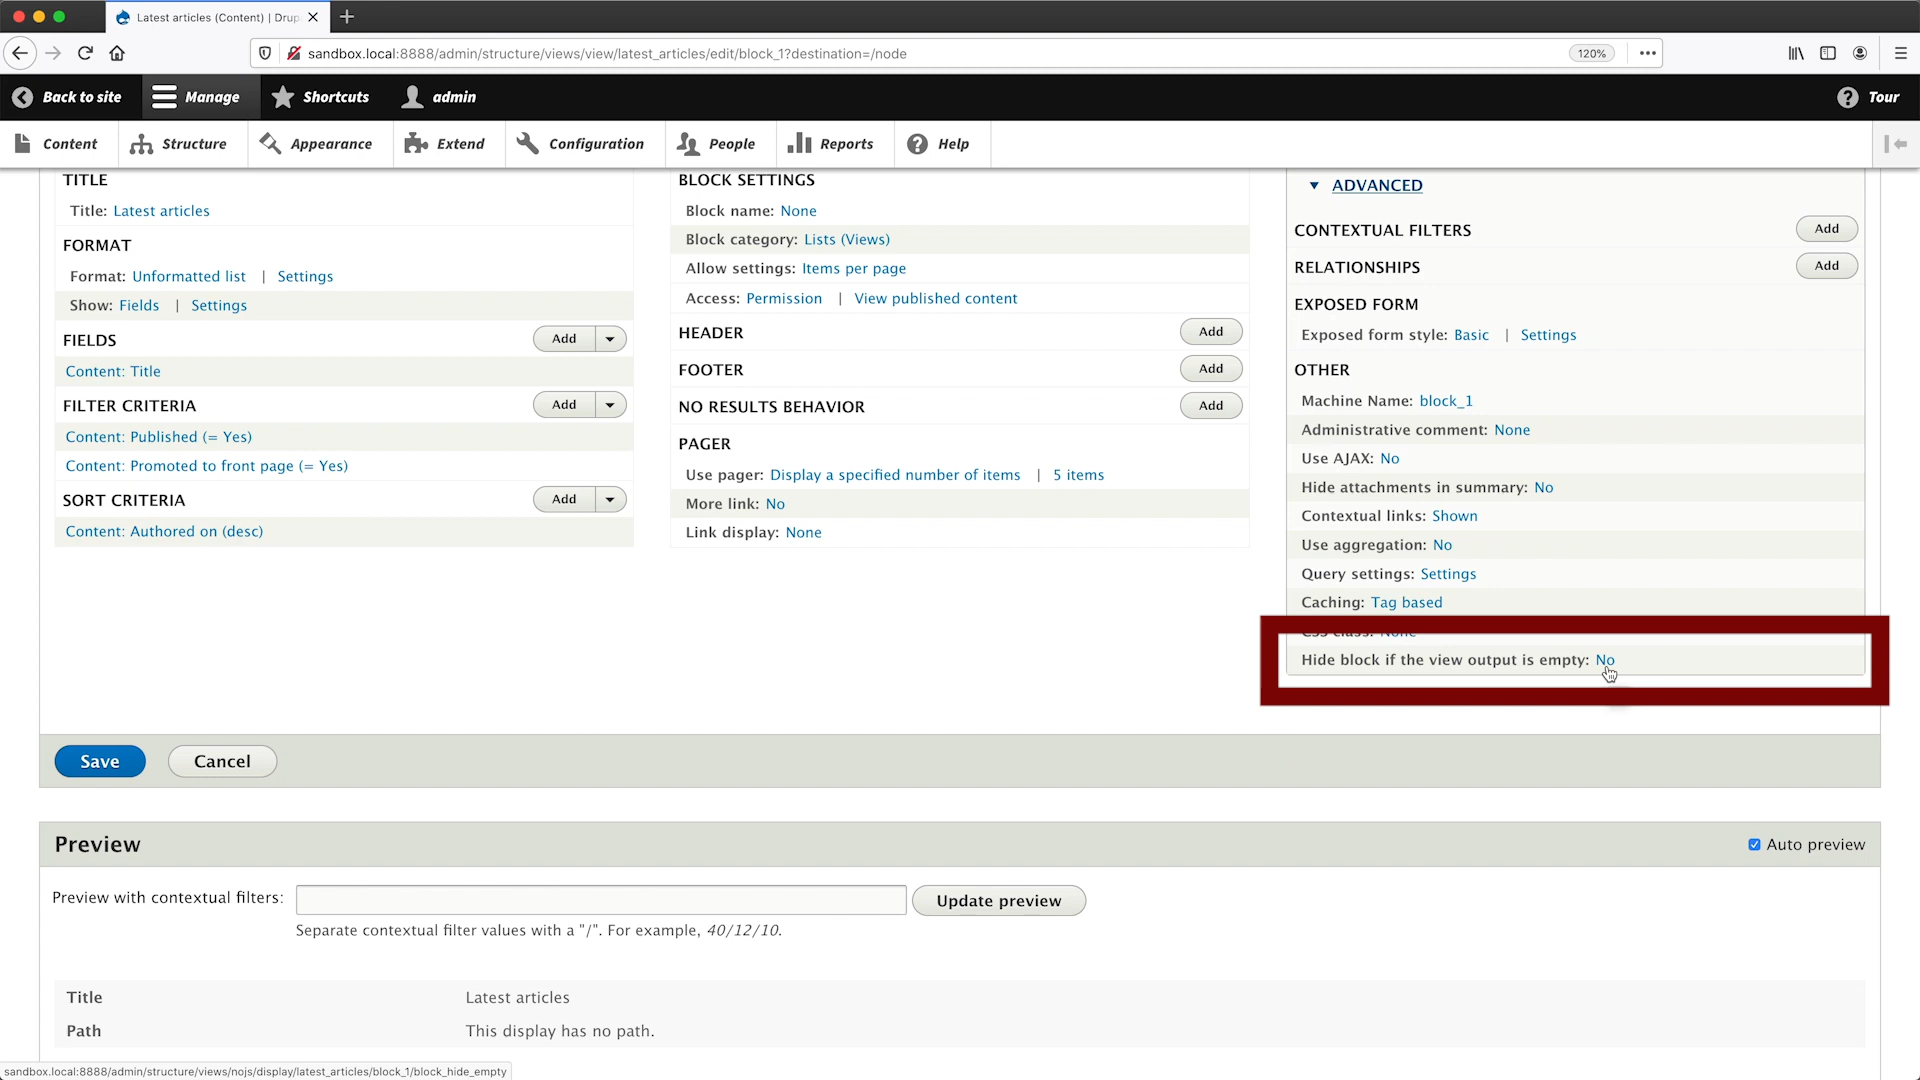 Latest articles (Content) | Drup
sandbox.local:8888/admin/structure/views/view/latest_articles/edit/block_1?destination=/node
120%
Back to site
Manage
Shortcuts
admin
Tour
Content
Structure
Appearance
Extend
Configuration
People
Reports
Help
TITLE
Title: Latest articles
FORMAT
Format: Unformatted list | Settings
Show: Fields | Settings
FIELDS
Add
Content: Title
FILTER CRITERIA
Add
Content: Published (= Yes)
Content: Promoted to front page (= Yes)
SORT CRITERIA
Add
Content: Authored on (desc)
BLOCK SETTINGS
Block name: None
Block category: Lists (Views)
Allow settings: Items per page
Access: Permission | View published content
HEADER
Add
FOOTER
Add
NO RESULTS BEHAVIOR
Add
PAGER
Use pager: Display a specified number of items | 5 items
More link: No
Link display: None
ADVANCED
CONTEXTUAL FILTERS
Add
RELATIONSHIPS
Add
EXPOSED FORM
Exposed form style: Basic | Settings
OTHER
Machine Name: block_1
Administrative comment: None
Use AJAX: No
Hide attachments in summary: No
Contextual links: Shown
Use aggregation: No
Query settings: Settings
Caching: Tag based
CSS class: None
Hide block if the view output is empty: No
Save
Cancel
Preview
Auto preview
Preview with contextual filters:
Update preview
Separate contextual filter values with a "/". For example, 40/12/10.
Title
Latest articles
Path
This display has no path.
sandbox.local:8888/admin/structure/views/nojs/display/latest_articles/block_1/block_hide_empty